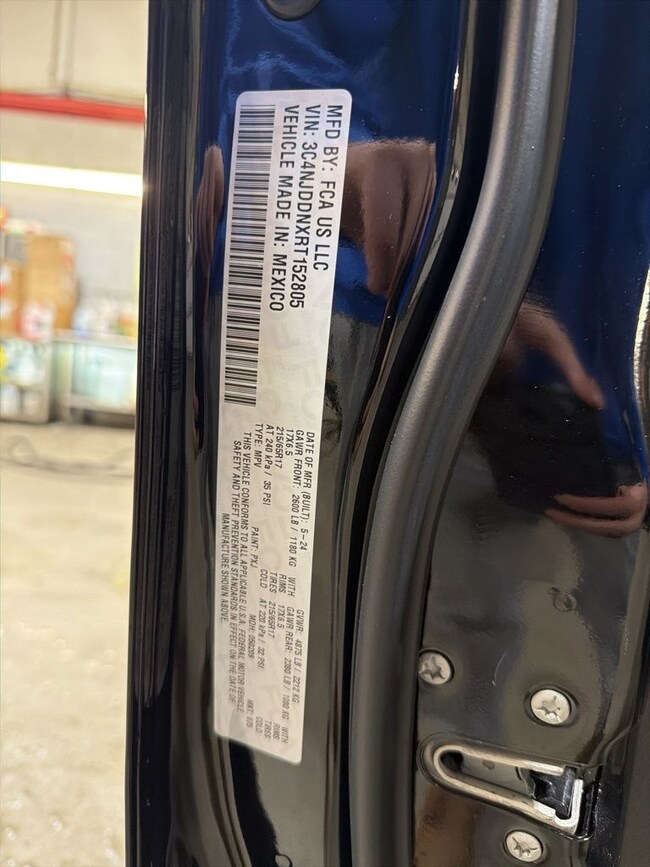 MFD BY: FCA US LLC
VIN: 3C4NJDDNXRT152805
VEHICLE MADE IN: MEXICO
DATE OF MFR (BUILT): 5-24 GVWR: 4875 LB / 2212 KG
GAWR FRONT: 2600 LB / 1180 KG WITH GAWR REAR: 2380 LB / 1080 KG WITH
17X6.5 RIMS 17X6.5 RIMS
215/65R17 TIRES 215/65R17 TIRES
AT 240 kPa / 35 PSI COLD AT 220 kPa / 32 PSI COLD
TYPE: MPV PAINT: PXJ MDH: MKT:
THIS VEHICLE CONFORMS TO ALL APPLICABLE U.S.A. FEDERAL MOTOR VEHICLE
SAFETY AND THEFT PREVENTION STANDARDS IN EFFECT ON THE DATE OF
MANUFACTURE SHOWN ABOVE.